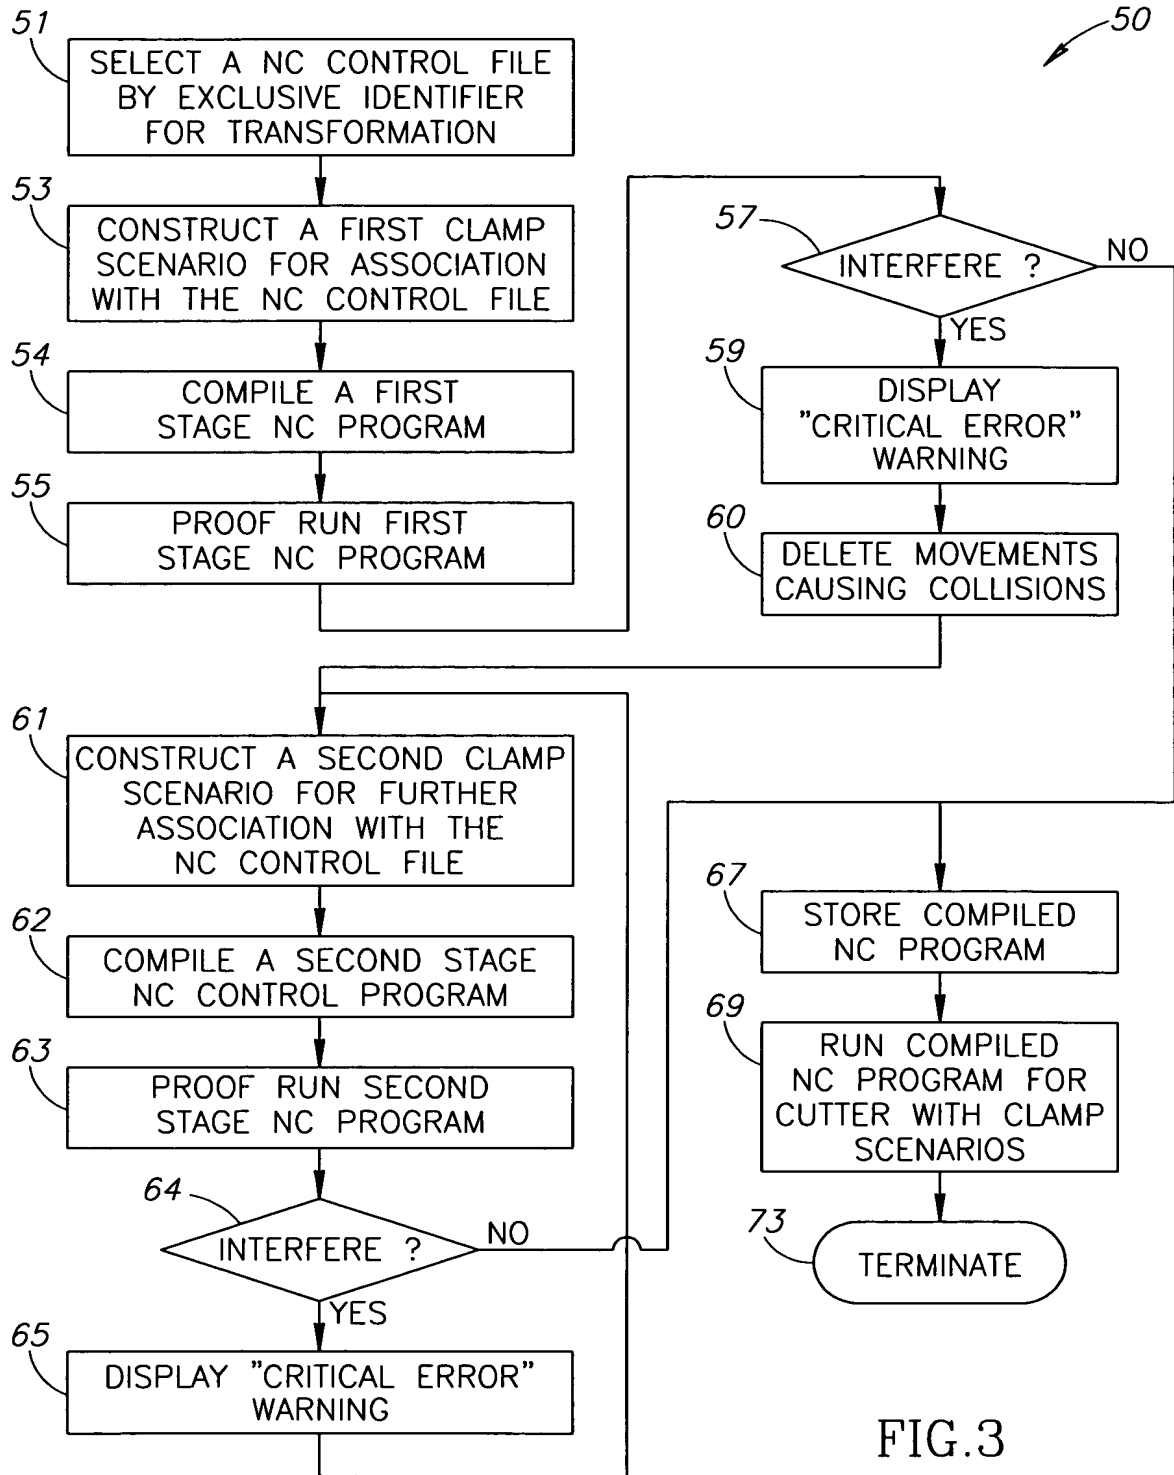 50
51
SELECT A NC CONTROL FILE
BY EXCLUSIVE IDENTIFIER
FOR TRANSFORMATION
53
CONSTRUCT A FIRST CLAMP
SCENARIO FOR ASSOCIATION
WITH THE NC CONTROL FILE
54
COMPILE A FIRST
STAGE NC PROGRAM
55
PROOF RUN FIRST
STAGE NC PROGRAM
57
INTERFERE ?
NO
YES
59
DISPLAY
"CRITICAL ERROR"
WARNING
60
DELETE MOVEMENTS
CAUSING COLLISIONS
61
CONSTRUCT A SECOND CLAMP
SCENARIO FOR FURTHER
ASSOCIATION WITH THE
NC CONTROL FILE
62
COMPILE A SECOND STAGE
NC CONTROL PROGRAM
63
PROOF RUN SECOND
STAGE NC PROGRAM
64
INTERFERE ?
NO
YES
65
DISPLAY "CRITICAL ERROR"
WARNING
67
STORE COMPILED
NC PROGRAM
69
RUN COMPILED
NC PROGRAM FOR
CUTTER WITH CLAMP
SCENARIOS
73
TERMINATE
FIG.3